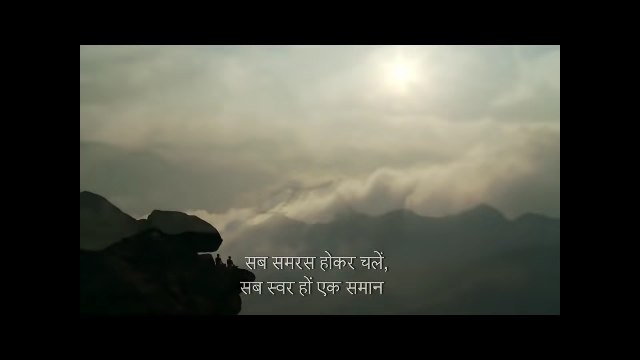 सब समरस होकर चलें,
सब स्वर हों एक समान